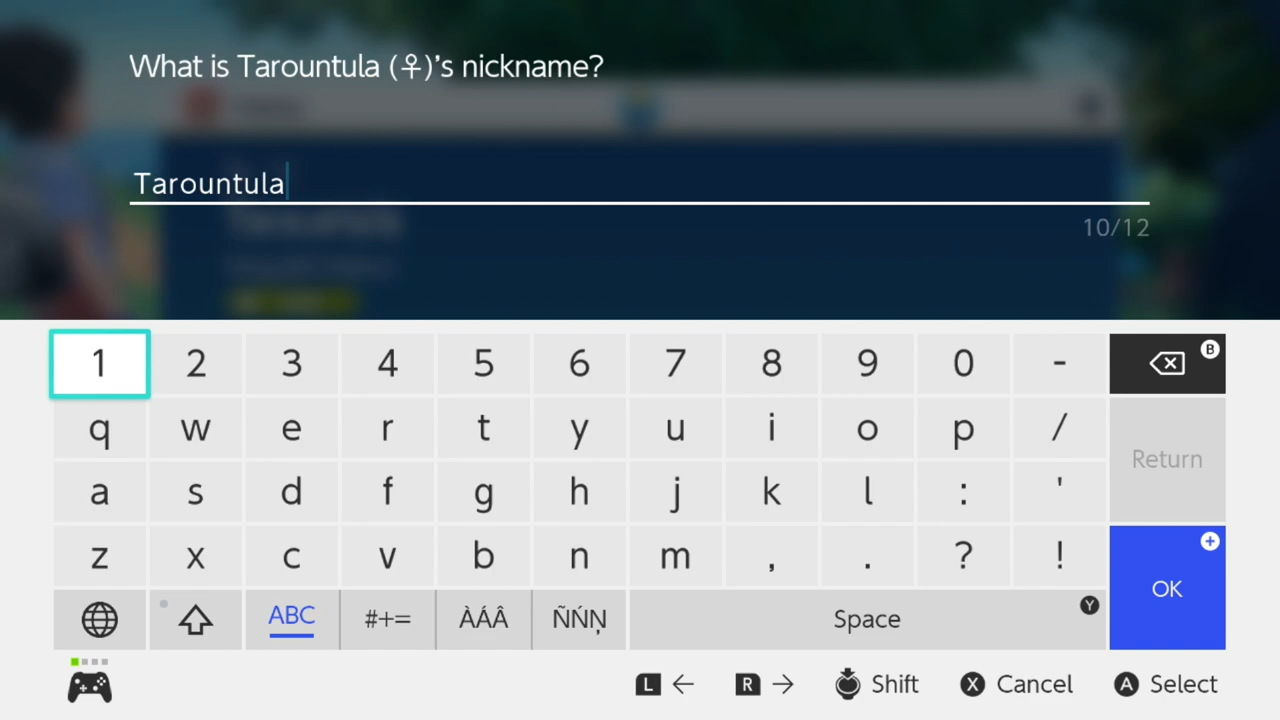 What is Tarountula (♀)'s nickname?
Tarountula
10/12
1 2 3 4 5 6 7 8 9 0 - B
q w e r t y u i o p /
Return
a s d f g h j k l : '
z x c v b n m , . ? ! +
OK
ABC #+= ÀÁÂ ÑŃŅ Space Y
L ← R → Shift X Cancel A Select